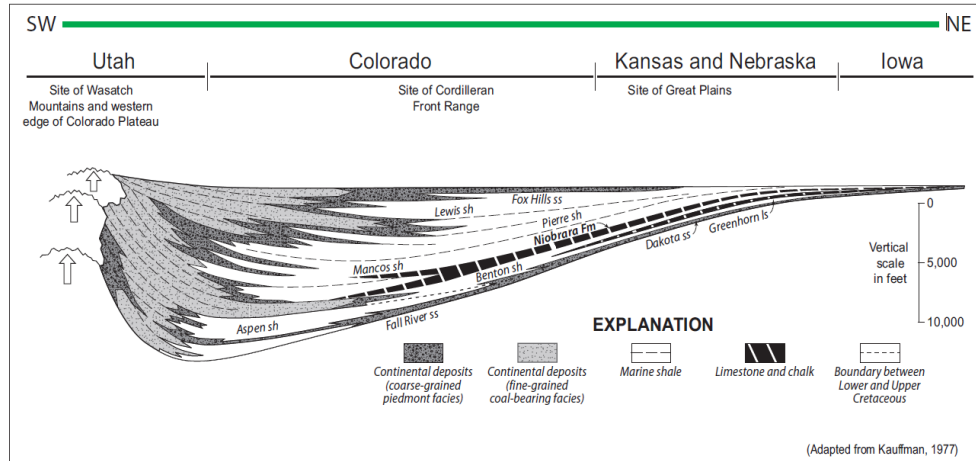 SW
NE
Utah
Colorado
Kansas and Nebraska
Iowa
Site of Wasatch
Mountains and western
edge of Colorado Plateau
Site of Cordilleran
Front Range
Site of Great Plains
Fox Hills ss
Lewis sh
Pierre sh
Niobrara Fm
Greenhorn ls
Dakota ss
Mancos sh
Benton sh
Fall River ss
Aspen sh
0
Vertical
scale
in feet
5,000
10,000
EXPLANATION
Continental deposits
(coarse-grained
piedmont facies)
Continental deposits
(fine-grained
coal-bearing facies)
Marine shale
Limestone and chalk
Boundary between
Lower and Upper
Cretaceous
(Adapted from Kauffman, 1977)